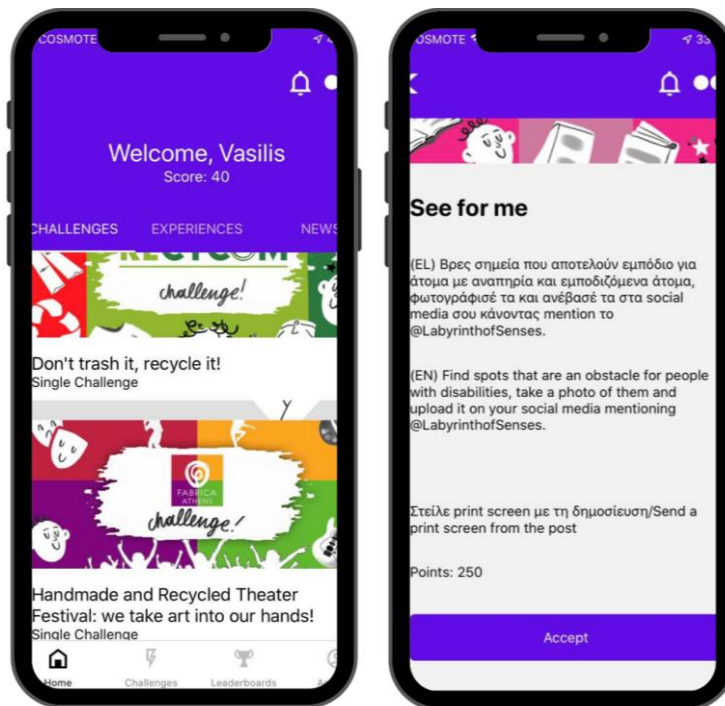 COSMOTE
Welcome, Vasilis
Score: 40
CHALLENGES EXPERIENCES NEWS
challenge!
Don't trash it, recycle it!
Single Challenge
FABRICA
ATHENS
challenge!
Handmade and Recycled Theater
Festival: we take art into our hands!
Single Challenge
Home Challenges Leaderboards
OSMOTE 33
See for me
(EL) Βρες σημεία που αποτελούν εμπόδιο για
άτομα με αναπηρία και εμποδιζόμενα άτομα,
φωτογράφισέ τα και ανέβασέ τα στα social
media σου κάνοντας mention το
@LabyrinthofSenses.
(EN) Find spots that are an obstacle for people
with disabilities, take a photo of them and
upload it on your social media mentioning
@LabyrinthofSenses.
Στείλε print screen με τη δημοσίευση/Send a
print screen from the post
Points: 250
Accept